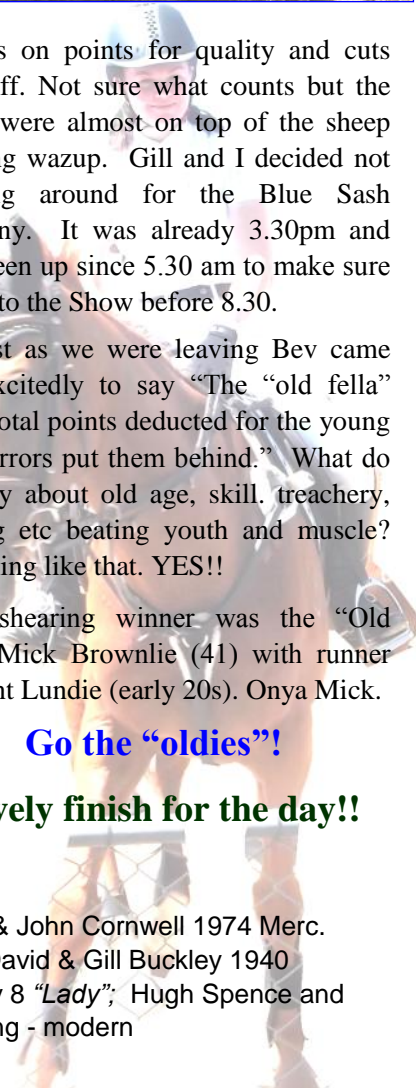 s on points for quality and cuts
ff. Not sure what counts but the
were almost on top of the sheep
ng wazup. Gill and I decided not
g around for the Blue Sash
ny. It was already 3.30pm and
een up since 5.30 am to make sure
to the Show before 8.30.
st as we were leaving Bev came
xcitedly to say “The “old fella”
otal points deducted for the young
rrors put them behind.” What do
y about old age, skill. treachery,
g etc beating youth and muscle?
ing like that. YES!!
shearing winner was the “Old
Mick Brownlie (41) with runner
nt Lundie (early 20s). Onya Mick.
Go the “oldies”!
vely finish for the day!!
& John Cornwell 1974 Merc.
David & Gill Buckley 1940
y 8 “Lady”; Hugh Spence and
ng - modern